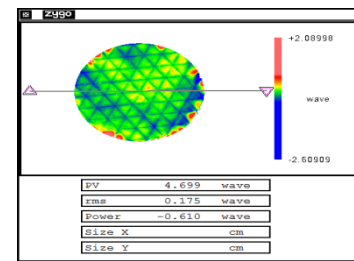 zygo
+2.08998
wave
-2.60909
PV 4.699 wave
rms 0.175 wave
Power -0.610 wave
Size X cm
Size Y cm